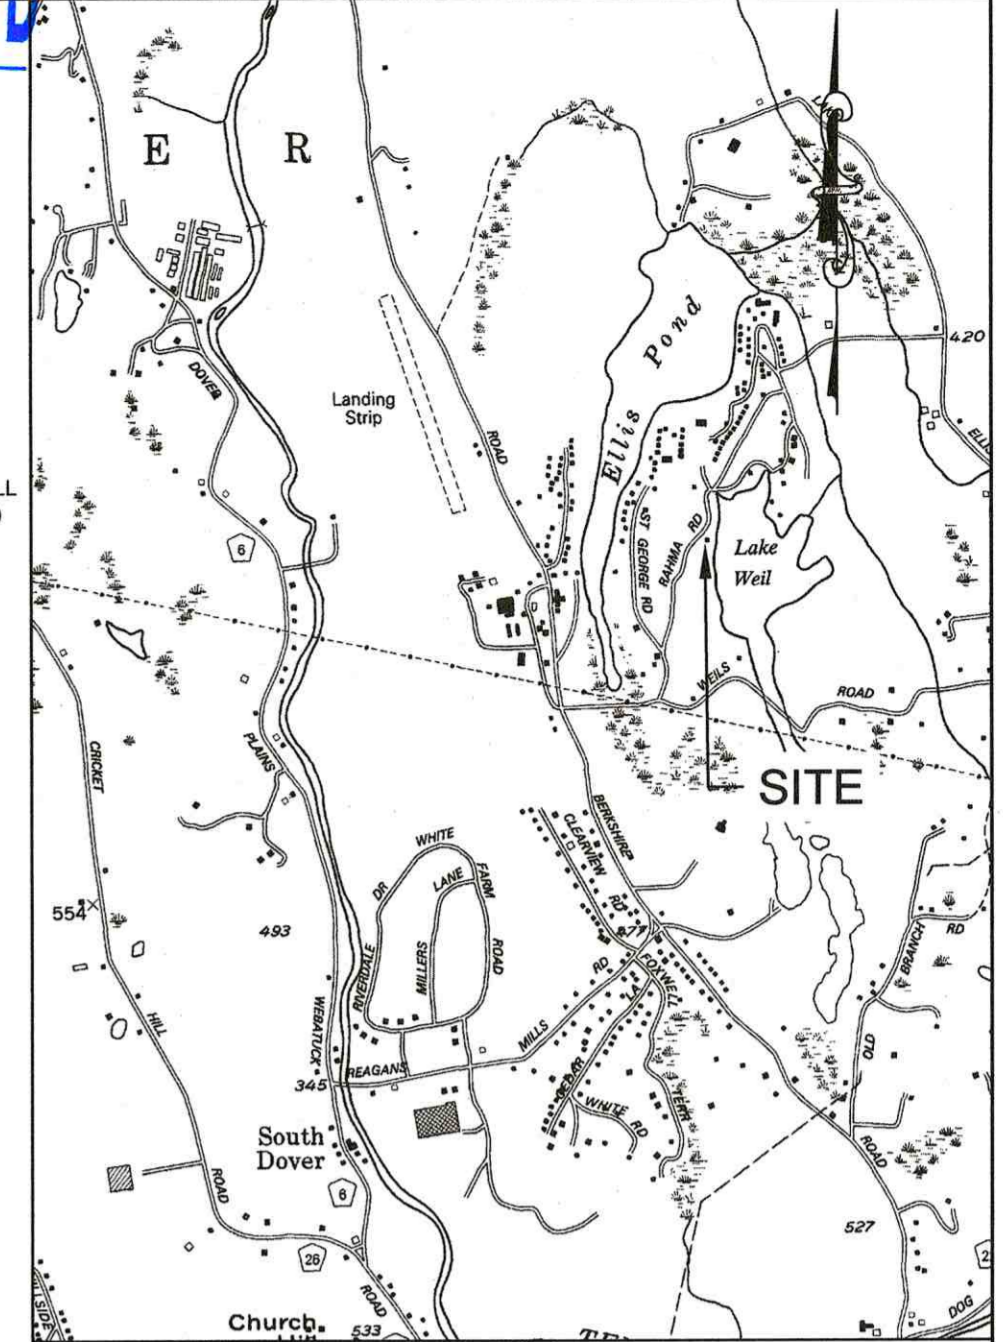 E R
420
Ellis Pond
Landing
Strip
DOVER
ROAD
ST GEORGE RD
RAHMA RD
Lake
Weil
6
WEILS ROAD
SITE
PLAINS
CRICKET
BERKSHIRE
CLEARVIEW RD
WHITE FARM ROAD
DR
LANE
554
493
RIVERDALE
MILLERS
RD
BRANCH
FOXWELL
LA
RD
MILLS
OLD
HILL
WEBATUCK
REAGANS
345
WHITE RD
TERR
South
Dover
ROAD
ROAD
6
527
26
ROAD
DOG
Church
533